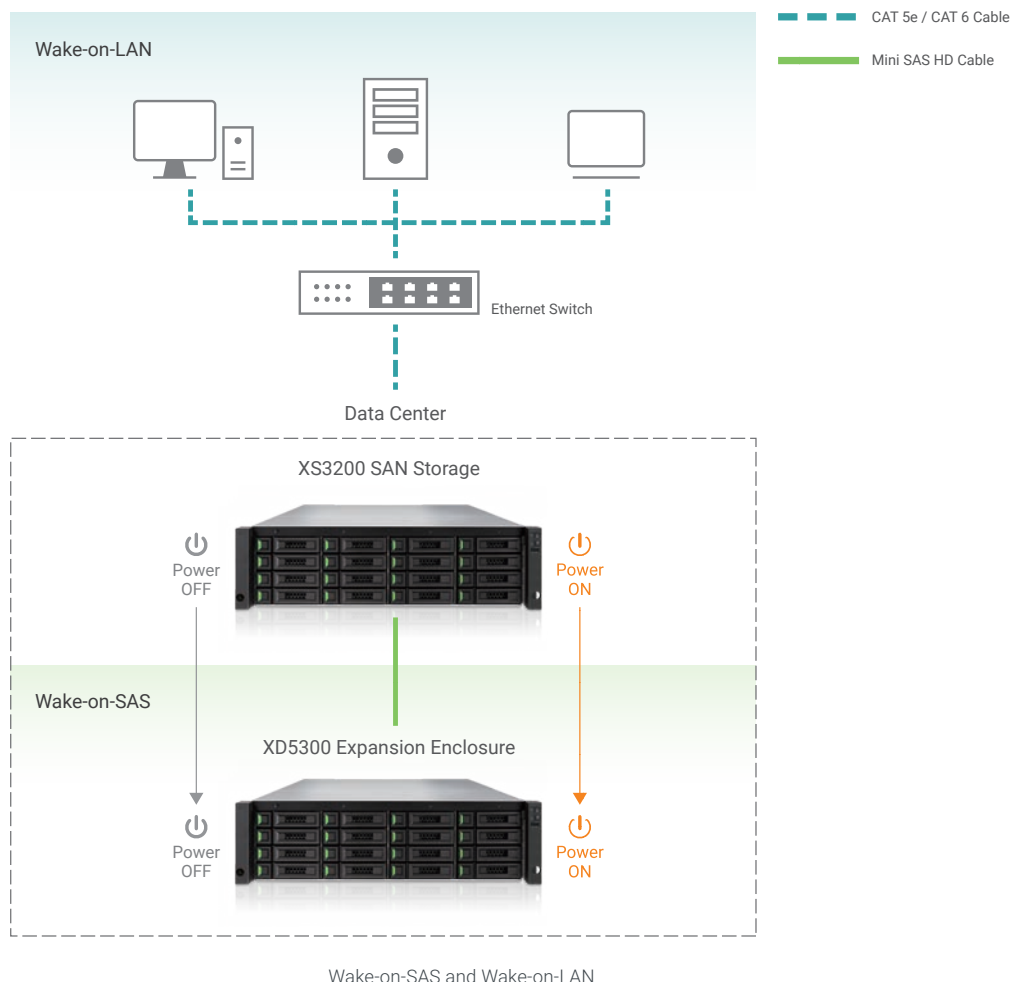 CAT 5e / CAT 6 Cable
Wake-on-LAN
Mini SAS HD Cable
Ethernet Switch
Data Center
XS3200 SAN Storage
Power
OFF
Power
ON
Wake-on-SAS
XD5300 Expansion Enclosure
Power
OFF
Power
ON
Wake-on-SAS and Wake-on-LAN